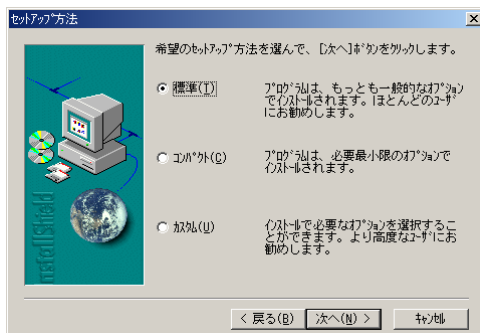 セットアップ方法
希望のセットアップ方法を選んで、[次へ]ボタンをクリックします。
標準(T)
プログラムは、もっとも一般的なオプション
でインストールされます。ほとんどのユーザ
にお勧めします。
コンパクト(C)
プログラムは、必要最小限のオプションで
インストールされます。
カスタム(U)
インストールで必要なオプションを選択するこ
とができます。より高度なユーザにお
勧めします。
InstallShield
< 戻る(B)
次へ(N) >
キャンセル